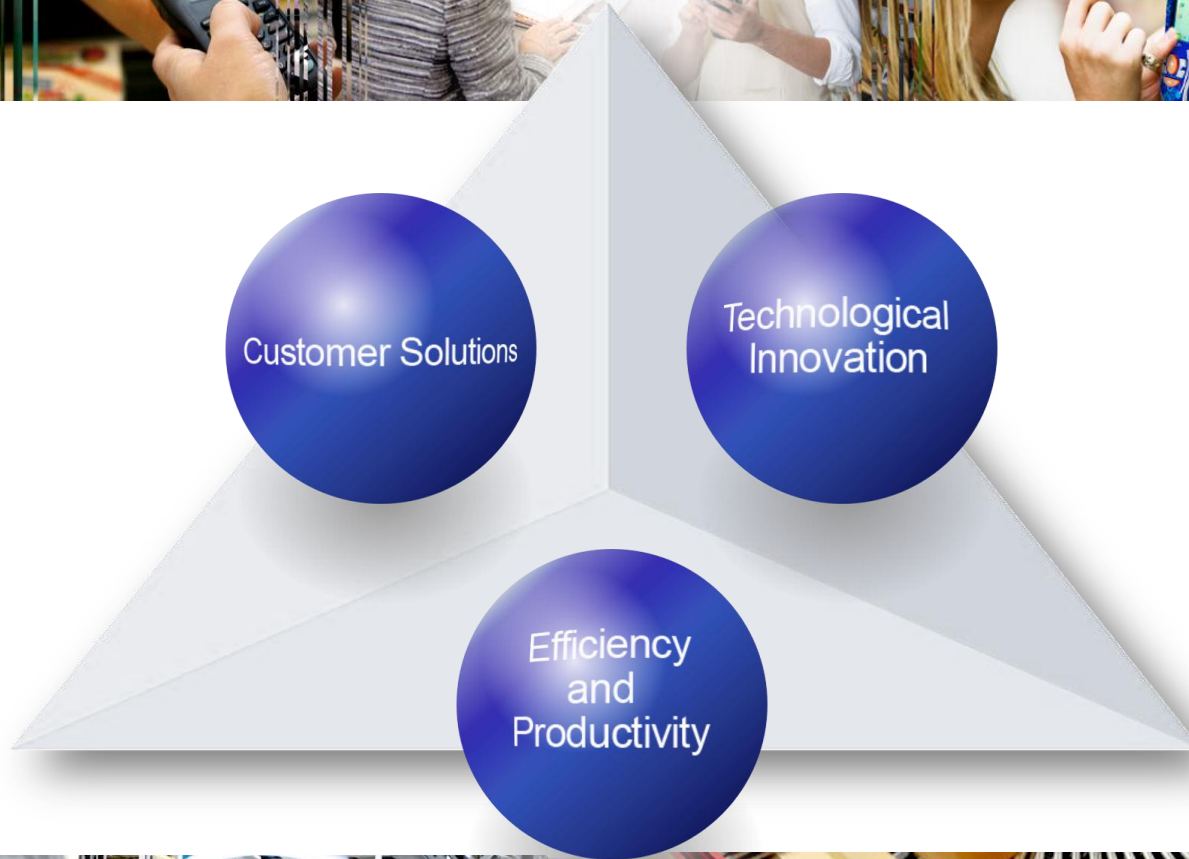 Customer Solutions
Technological
Innovation
Efficiency
and
Productivity